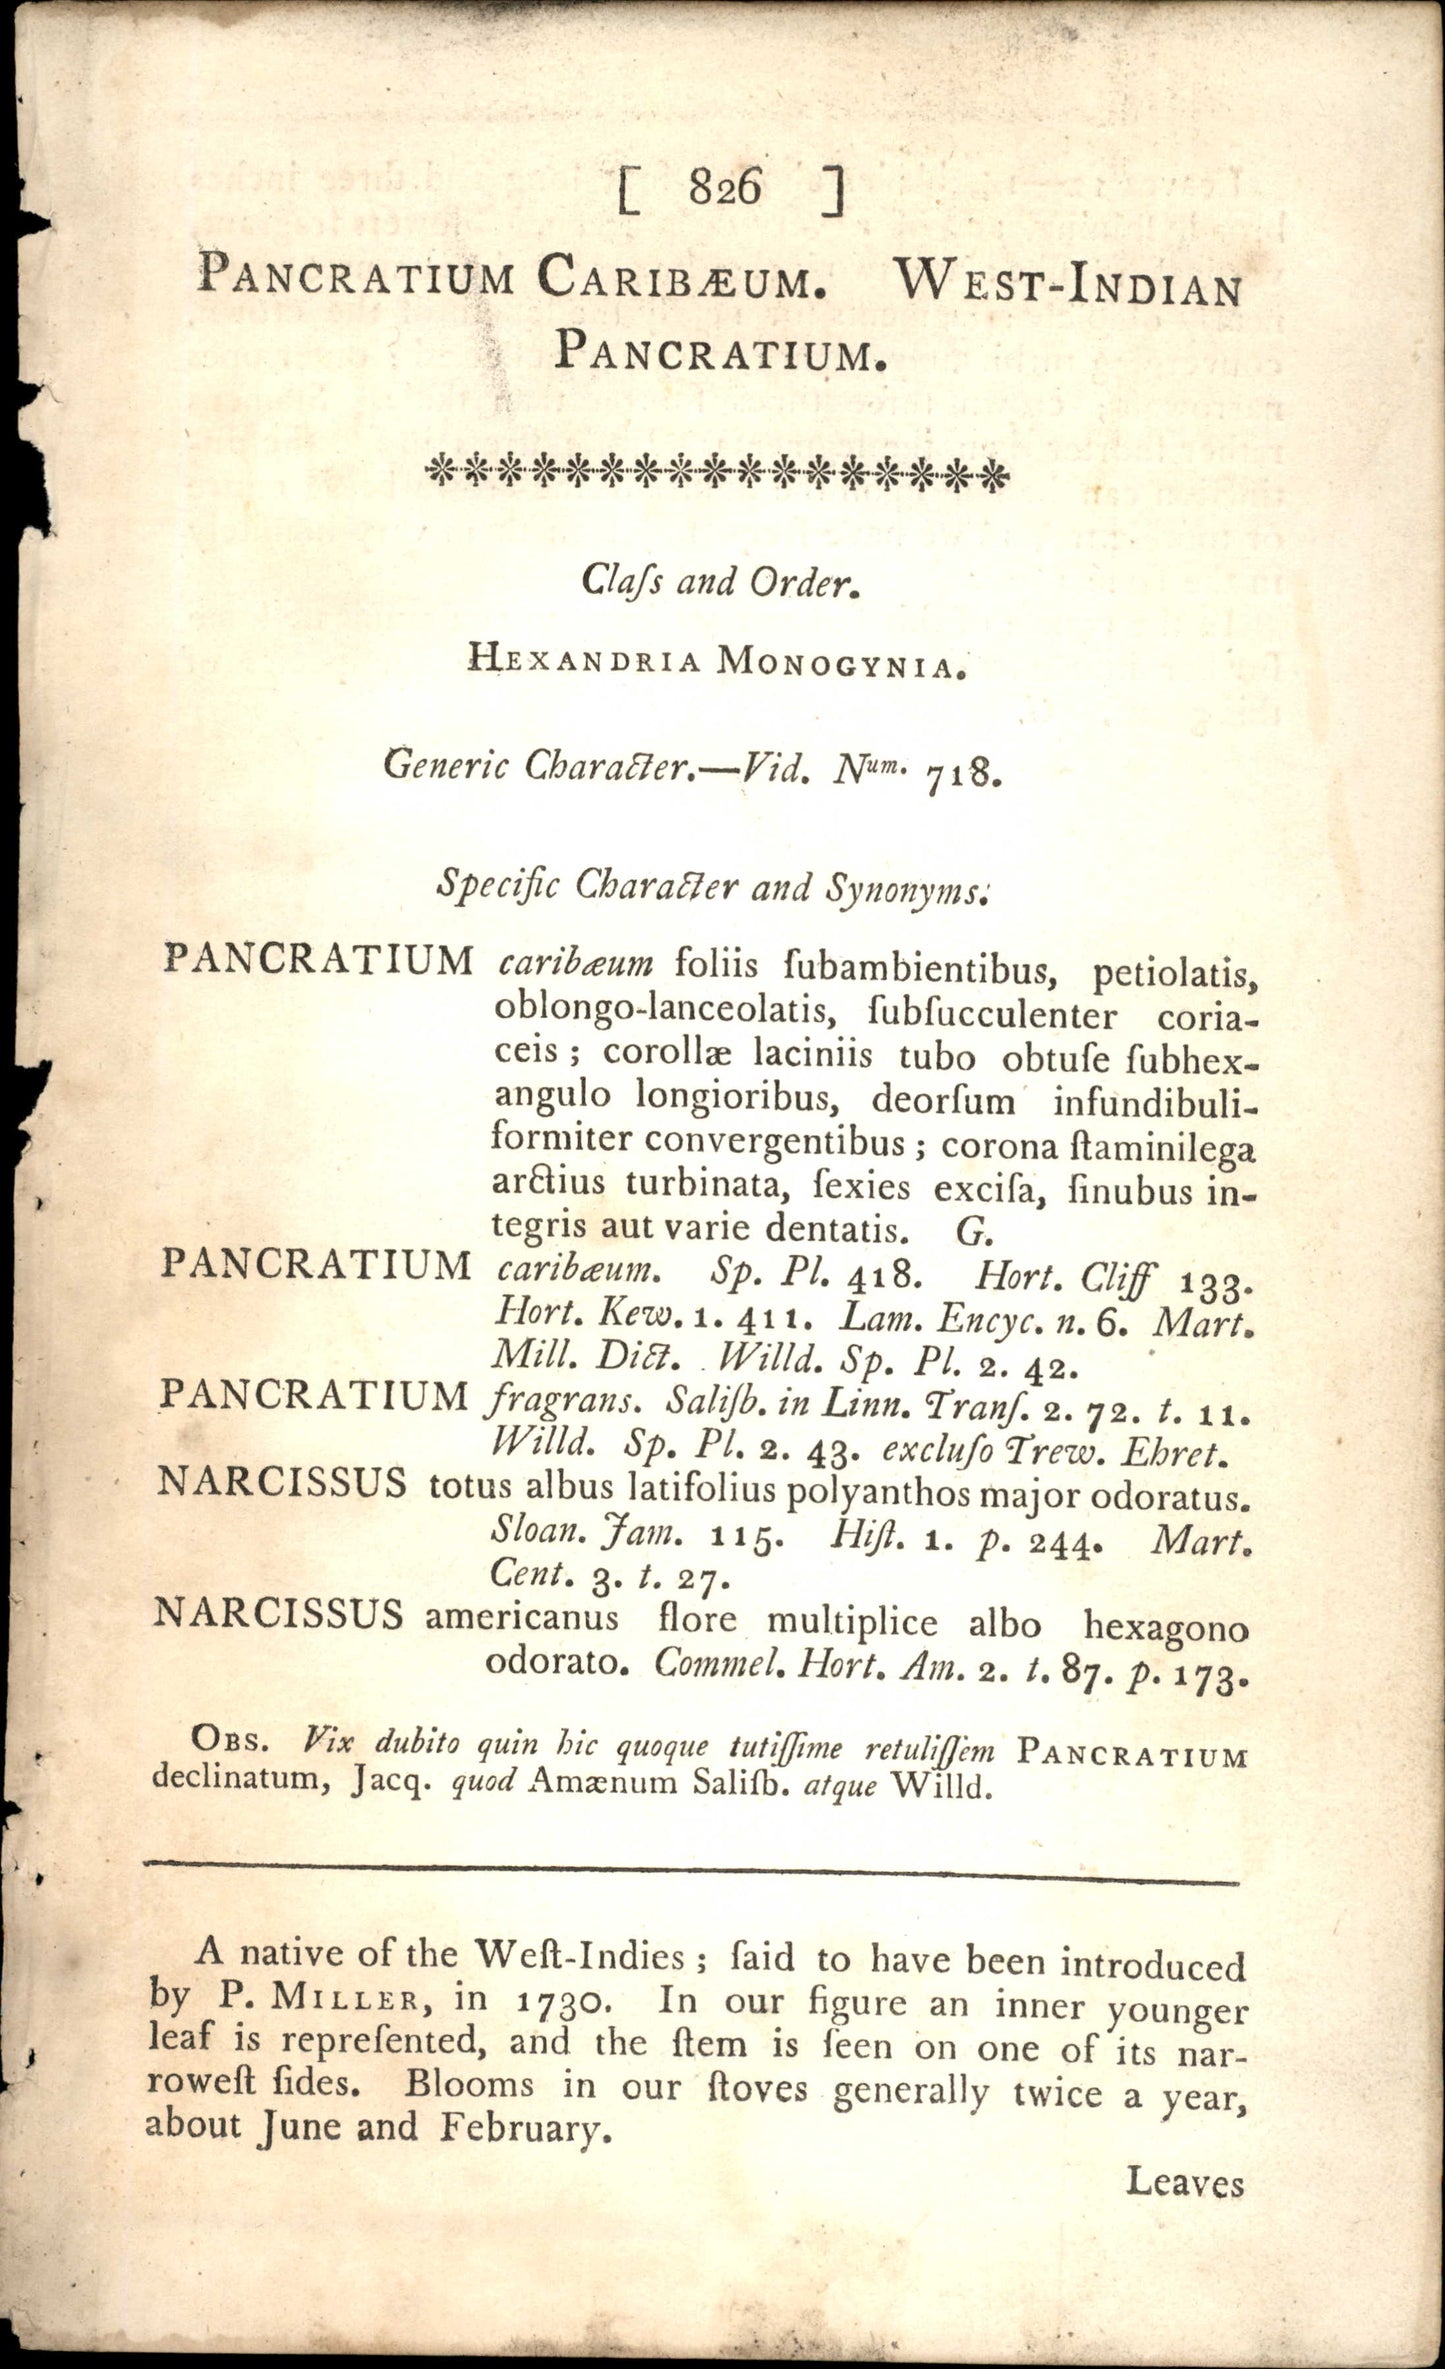 [ 826 ]
PANCRATIUM CARIBÆUM. WEST-INDIAN
PANCRATIUM.
Claſs and Order.
HEXANDRIA MONOGYNIA.
Generic Character.—Vid. Num. 718.
Specific Character and Synonyms:
PANCRATIUM caribæum foliis ſubambientibus, petiolatis,
oblongo-lanceolatis, ſubſucculenter coria-
ceis; corollæ laciniis tubo obtuſe ſubhex-
angulo longioribus, deorſum infundibuli-
formiter convergentibus; corona ſtaminilega
arctius turbinata, ſexies exciſa, ſinubus in-
tegris aut varie dentatis. G.
PANCRATIUM caribæum. Sp. Pl. 418. Hort. Cliff 133.
Hort. Kew. 1. 411. Lam. Encyc. n. 6. Mart.
Mill. Dict. Willd. Sp. Pl. 2. 42.
PANCRATIUM fragrans. Saliſb. in Linn. Tranſ. 2. 72. t. 11.
Willd. Sp. Pl. 2. 43. excluſo Trew. Ehret.
NARCISSUS totus albus latifolius polyanthos major odoratus.
Sloan. Jam. 115. Hiſt. 1. p. 244. Mart.
Cent. 3. t. 27.
NARCISSUS americanus flore multiplice albo hexagono
odorato. Commel. Hort. Am. 2. t. 87. p. 173.
OBS. Vix dubito quin hic quoque tutiſſime retuliſſem PANCRATIUM
declinatum, Jacq. quod Amænum Saliſb. atque Willd.
A native of the Weſt-Indies; ſaid to have been introduced
by P. MILLER, in 1730. In our figure an inner younger
leaf is repreſented, and the ſtem is ſeen on one of its nar-
roweſt ſides. Blooms in our ſtoves generally twice a year,
about June and February.
Leaves